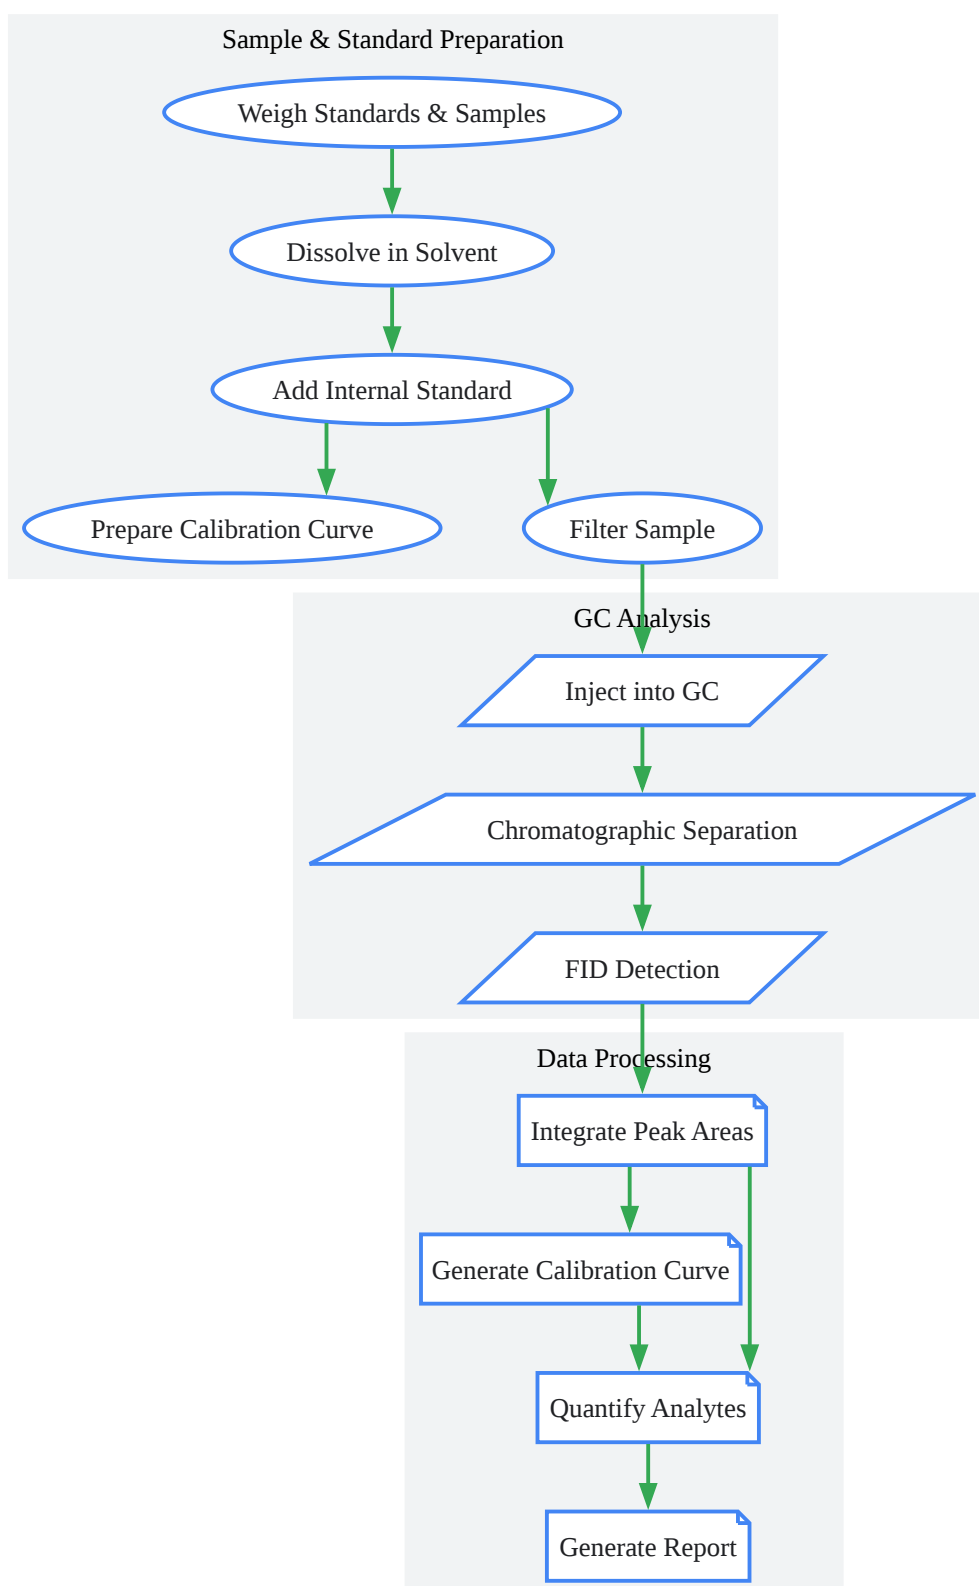 Sample & Standard Preparation
Weigh Standards & Samples
Dissolve in Solvent
Add Internal Standard
Prepare Calibration Curve
Filter Sample
GC Analysis
Inject into GC
Chromatographic Separation
FID Detection
Data Processing
Integrate Peak Areas
Generate Calibration Curve
Quantify Analytes
Generate Report